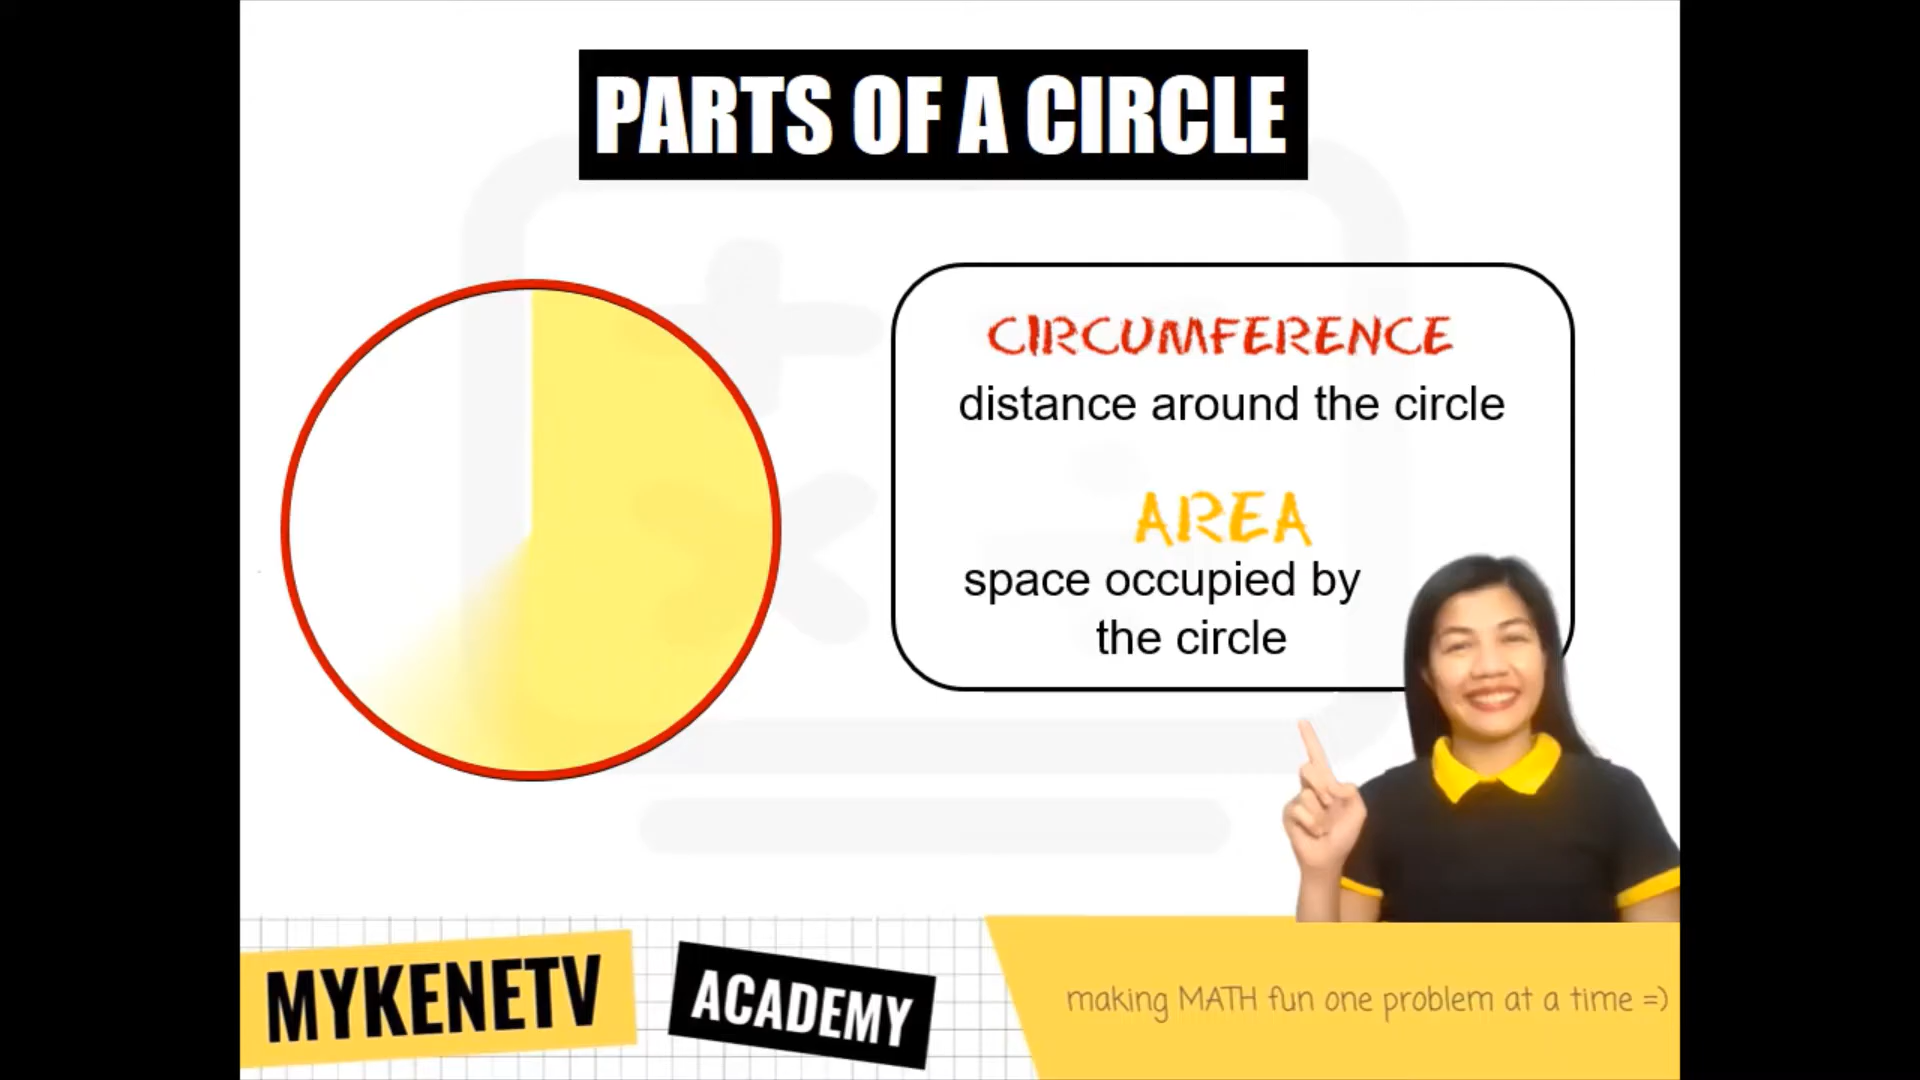 PARTS OF A CIRCLE
CIRCUMFERENCE
distance around the circle
AREA
space occupied by
the circle
MYKENETV
ACADEMY
making MATH fun one problem at a time =)